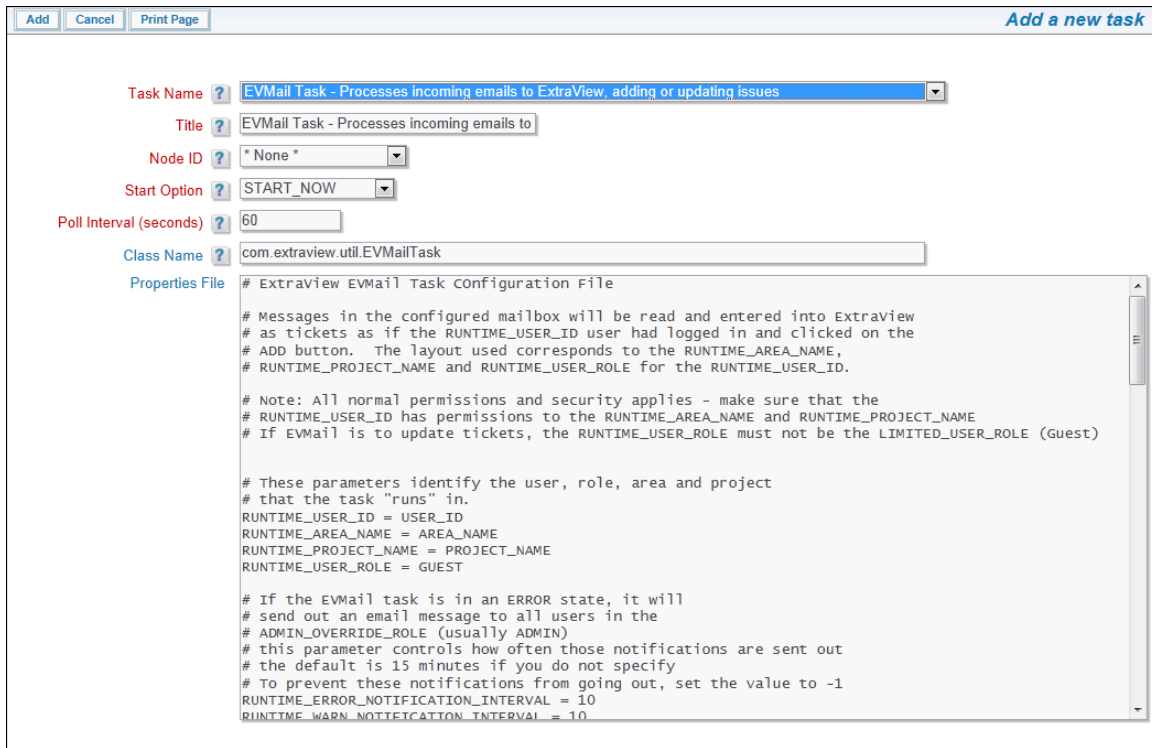 Add Cancel Print Page Add a new task
Task Name ? EVMail Task - Processes incoming emails to ExtraView, adding or updating issues
Title ? EVMail Task - Processes incoming emails to
Node ID ? * None *
Start Option ? START_NOW
Poll Interval (seconds) ? 60
Class Name ? com.extraview.util.EVMailTask
Properties File # ExtraView EVMail Task COnfiguration File
# Messages in the configured mailbox will be read and entered into ExtraView
# as tickets as if the RUNTIME_USER_ID user had logged in and clicked on the
# ADD button.  The layout used corresponds to the RUNTIME_AREA_NAME,
# RUNTIME_PROJECT_NAME and RUNTIME_USER_ROLE for the RUNTIME_USER_ID.
# Note: All normal permissions and security applies - make sure that the
# RUNTIME_USER_ID has permissions to the RUNTIME_AREA_NAME and RUNTIME_PROJECT_NAME
# If EVMail is to update tickets, the RUNTIME_USER_ROLE must not be the LIMITED_USER_ROLE (Guest)
# These parameters identify the user, role, area and project
# that the task "runs" in.
RUNTIME_USER_ID = USER_ID
RUNTIME_AREA_NAME = AREA_NAME
RUNTIME_PROJECT_NAME = PROJECT_NAME
RUNTIME_USER_ROLE = GUEST
# If the EVMail task is in an ERROR state, it will
# send out an email message to all users in the
# ADMIN_OVERRIDE_ROLE (usually ADMIN)
# this parameter controls how often those notifications are sent out
# the default is 15 minutes if you do not specify
# To prevent these notifications from going out, set the value to -1
RUNTIME_ERROR_NOTIFICATION_INTERVAL = 10
RUNTIME_WARN_NOTIFICATION_INTERVAL = 10